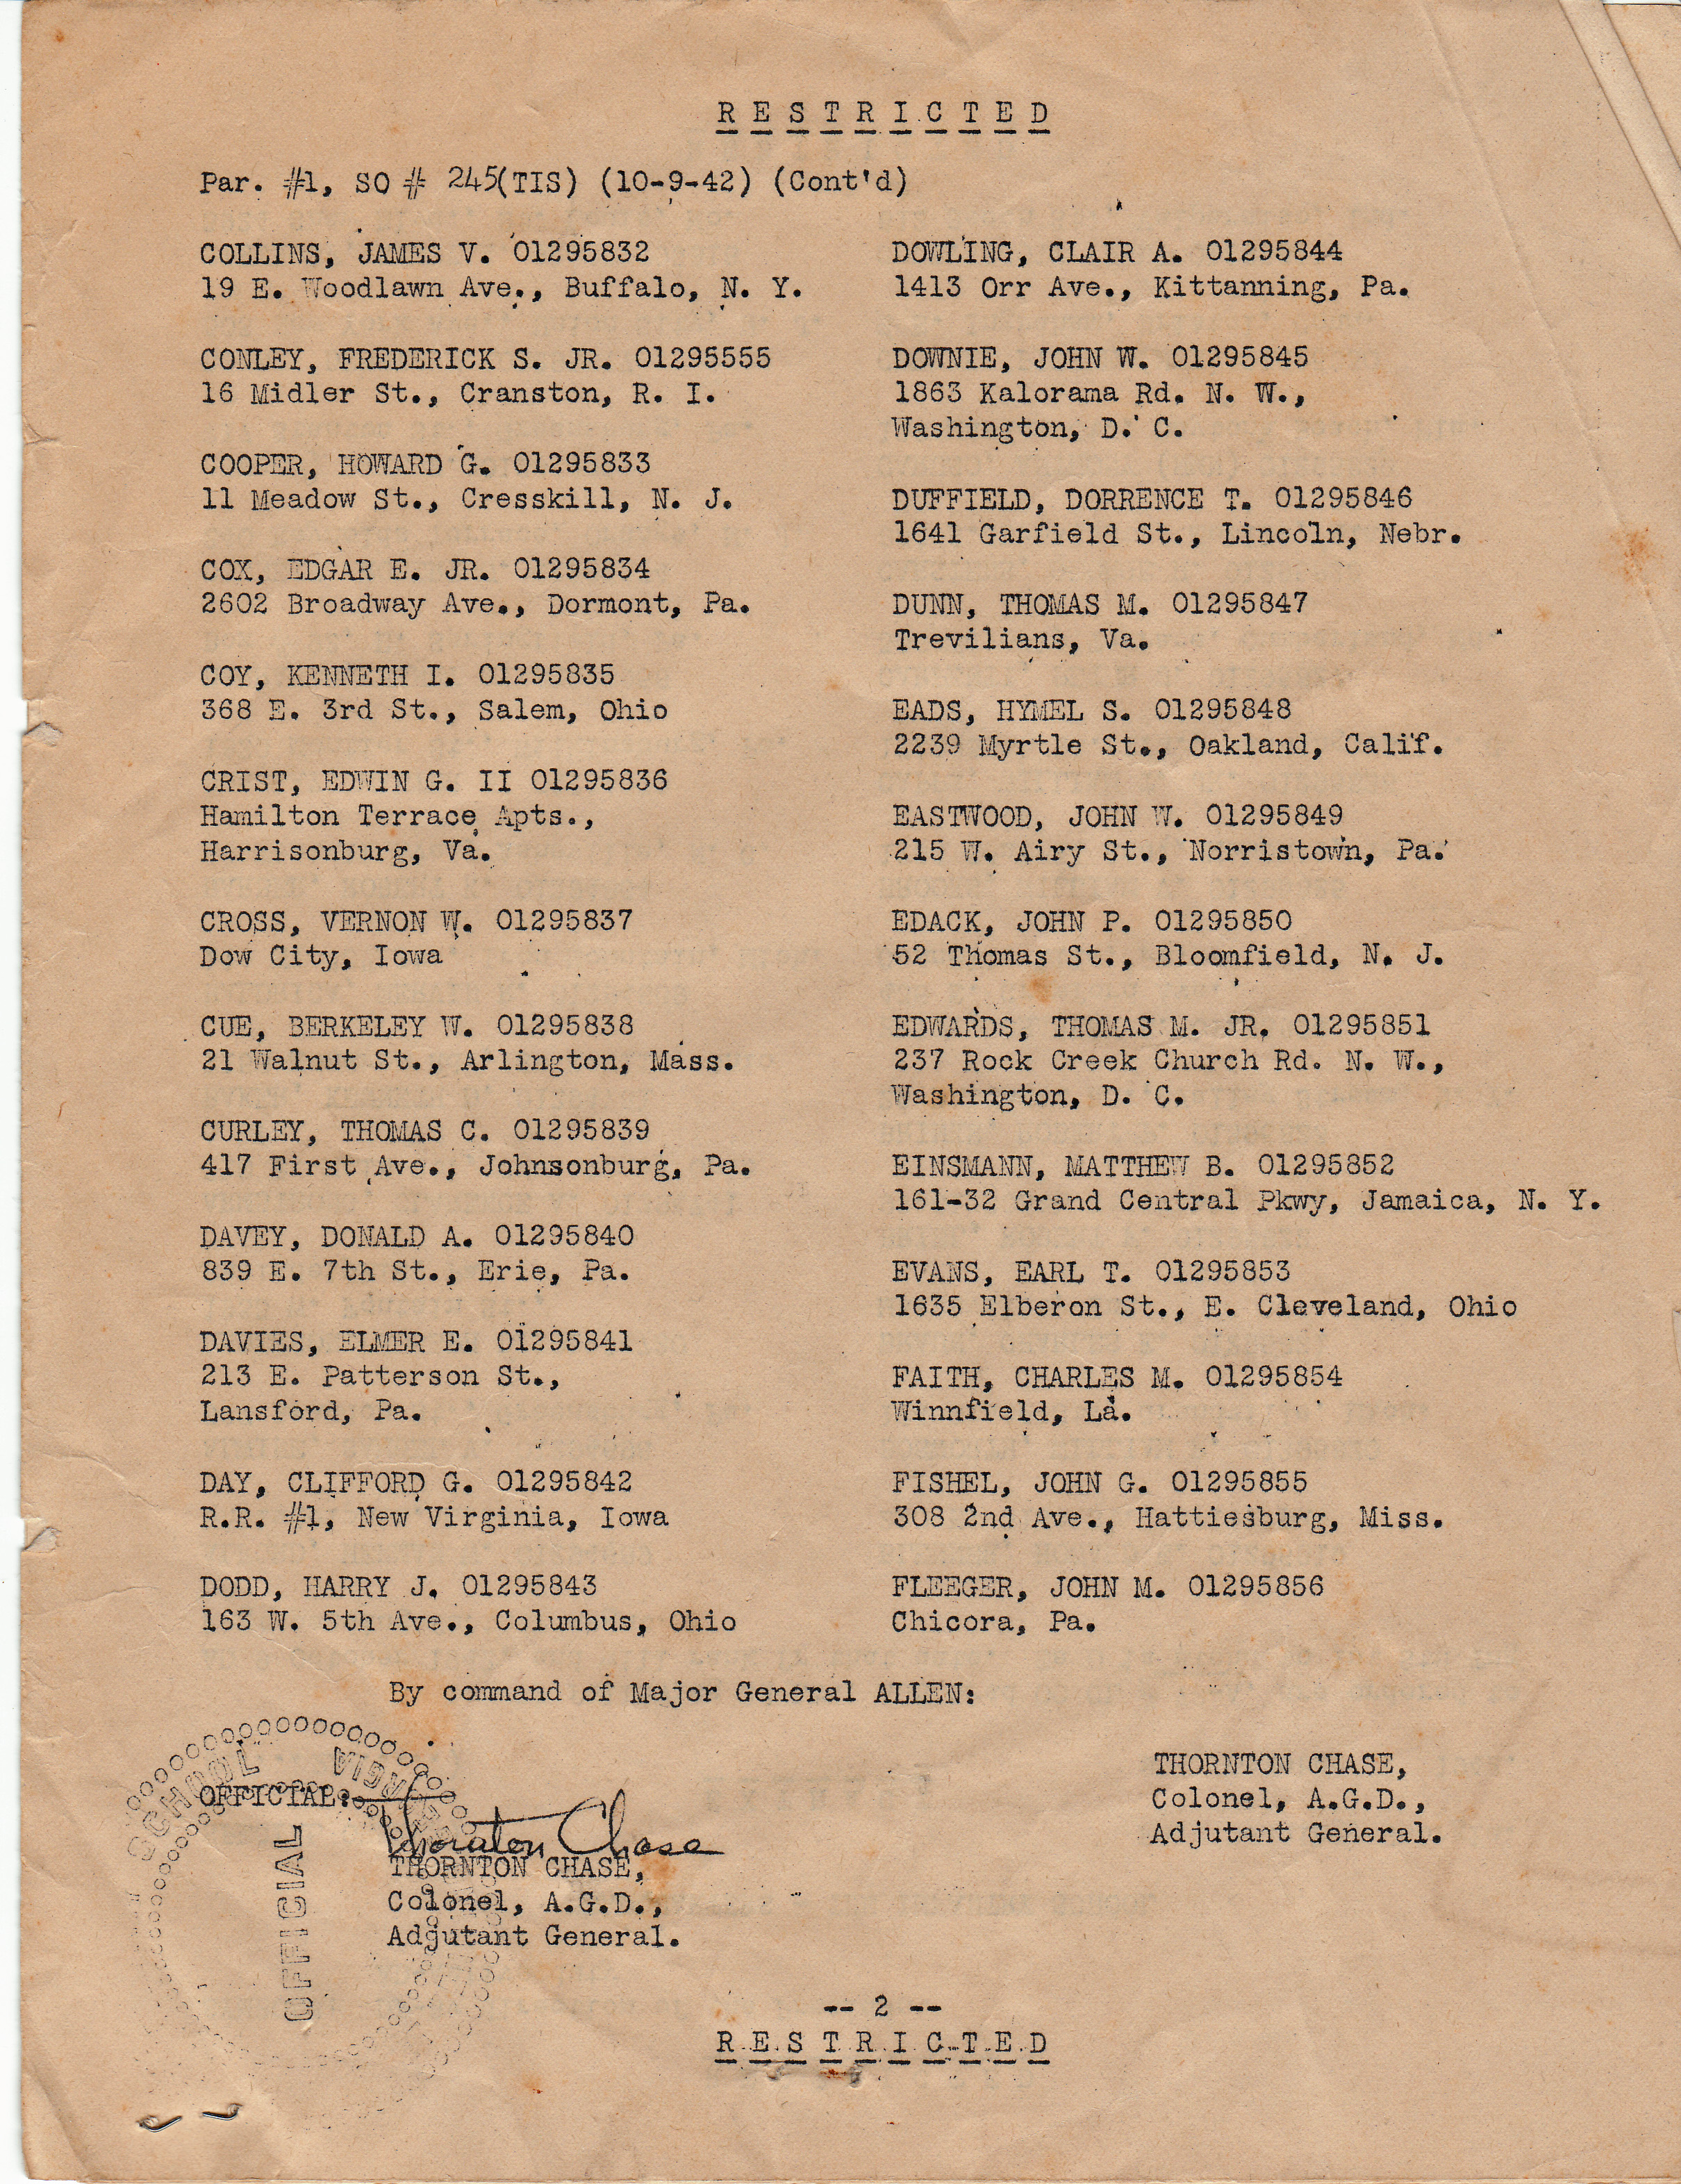 RESTRICTED
Par. #1, SO # 245(TIS) (10-9-42) (Cont'd)
COLLINS, JAMES V. 01295832
19 E. Woodlawn Ave., Buffalo, N. Y.
CONLEY, FREDERICK S. JR. 01295555
16 Midler St., Cranston, R. I.
COOPER, HOWARD G. 01295833
11 Meadow St., Cresskill, N. J.
COX, EDGAR E. JR. 01295834
2602 Broadway Ave., Dormont, Pa.
COY, KENNETH I. 01295835
368 E. 3rd St., Salem, Ohio
CRIST, EDWIN G. II 01295836
Hamilton Terrace Apts.,
Harrisonburg, Va.
CROSS, VERNON W. 01295837
Dow City, Iowa
CUE, BERKELEY W. 01295838
21 Walnut St., Arlington, Mass.
CURLEY, THOMAS C. 01295839
417 First Ave., Johnsonburg, Pa.
DAVEY, DONALD A. 01295840
839 E. 7th St., Erie, Pa.
DAVIES, ELMER E. 01295841
213 E. Patterson St.,
Lansford, Pa.
DAY, CLIFFORD G. 01295842
R.R. #1, New Virginia, Iowa
DODD, HARRY J. 01295843
163 W. 5th Ave., Columbus, Ohio
DOWLING, CLAIR A. 01295844
1413 Orr Ave., Kittanning, Pa.
DOWNIE, JOHN W. 01295845
1863 Kalorama Rd. N. W.,
Washington, D. C.
DUFFIELD, DORRENCE T. 01295846
1641 Garfield St., Lincoln, Nebr.
DUNN, THOMAS M. 01295847
Trevilians, Va.
EADS, HYMEL S. 01295848
2239 Myrtle St., Oakland, Calif.
EASTWOOD, JOHN W. 01295849
215 W. Airy St., Norristown, Pa.
EDACK, JOHN P. 01295850
52 Thomas St., Bloomfield, N. J.
EDWARDS, THOMAS M. JR. 01295851
237 Rock Creek Church Rd. N. W.,
Washington, D. C.
EINSMANN, MATTHEW B. 01295852
161-32 Grand Central Pkwy, Jamaica, N. Y.
EVANS, EARL T. 01295853
1635 Elberon St., E. Cleveland, Ohio
FAITH, CHARLES M. 01295854
Winnfield, La.
FISHEL, JOHN G. 01295855
308 2nd Ave., Hattiesburg, Miss.
FLEEGER, JOHN M. 01295856
Chicora, Pa.
By command of Major General ALLEN:
THORNTON CHASE,
Colonel, A.G.D.,
Adjutant General.
OFFICIAL:
Thornton Chase
THORNTON CHASE,
Colonel, A.G.D.,
Adjutant General.
SCHOOL
OFFICIAL
-- 2 --
RESTRICTED